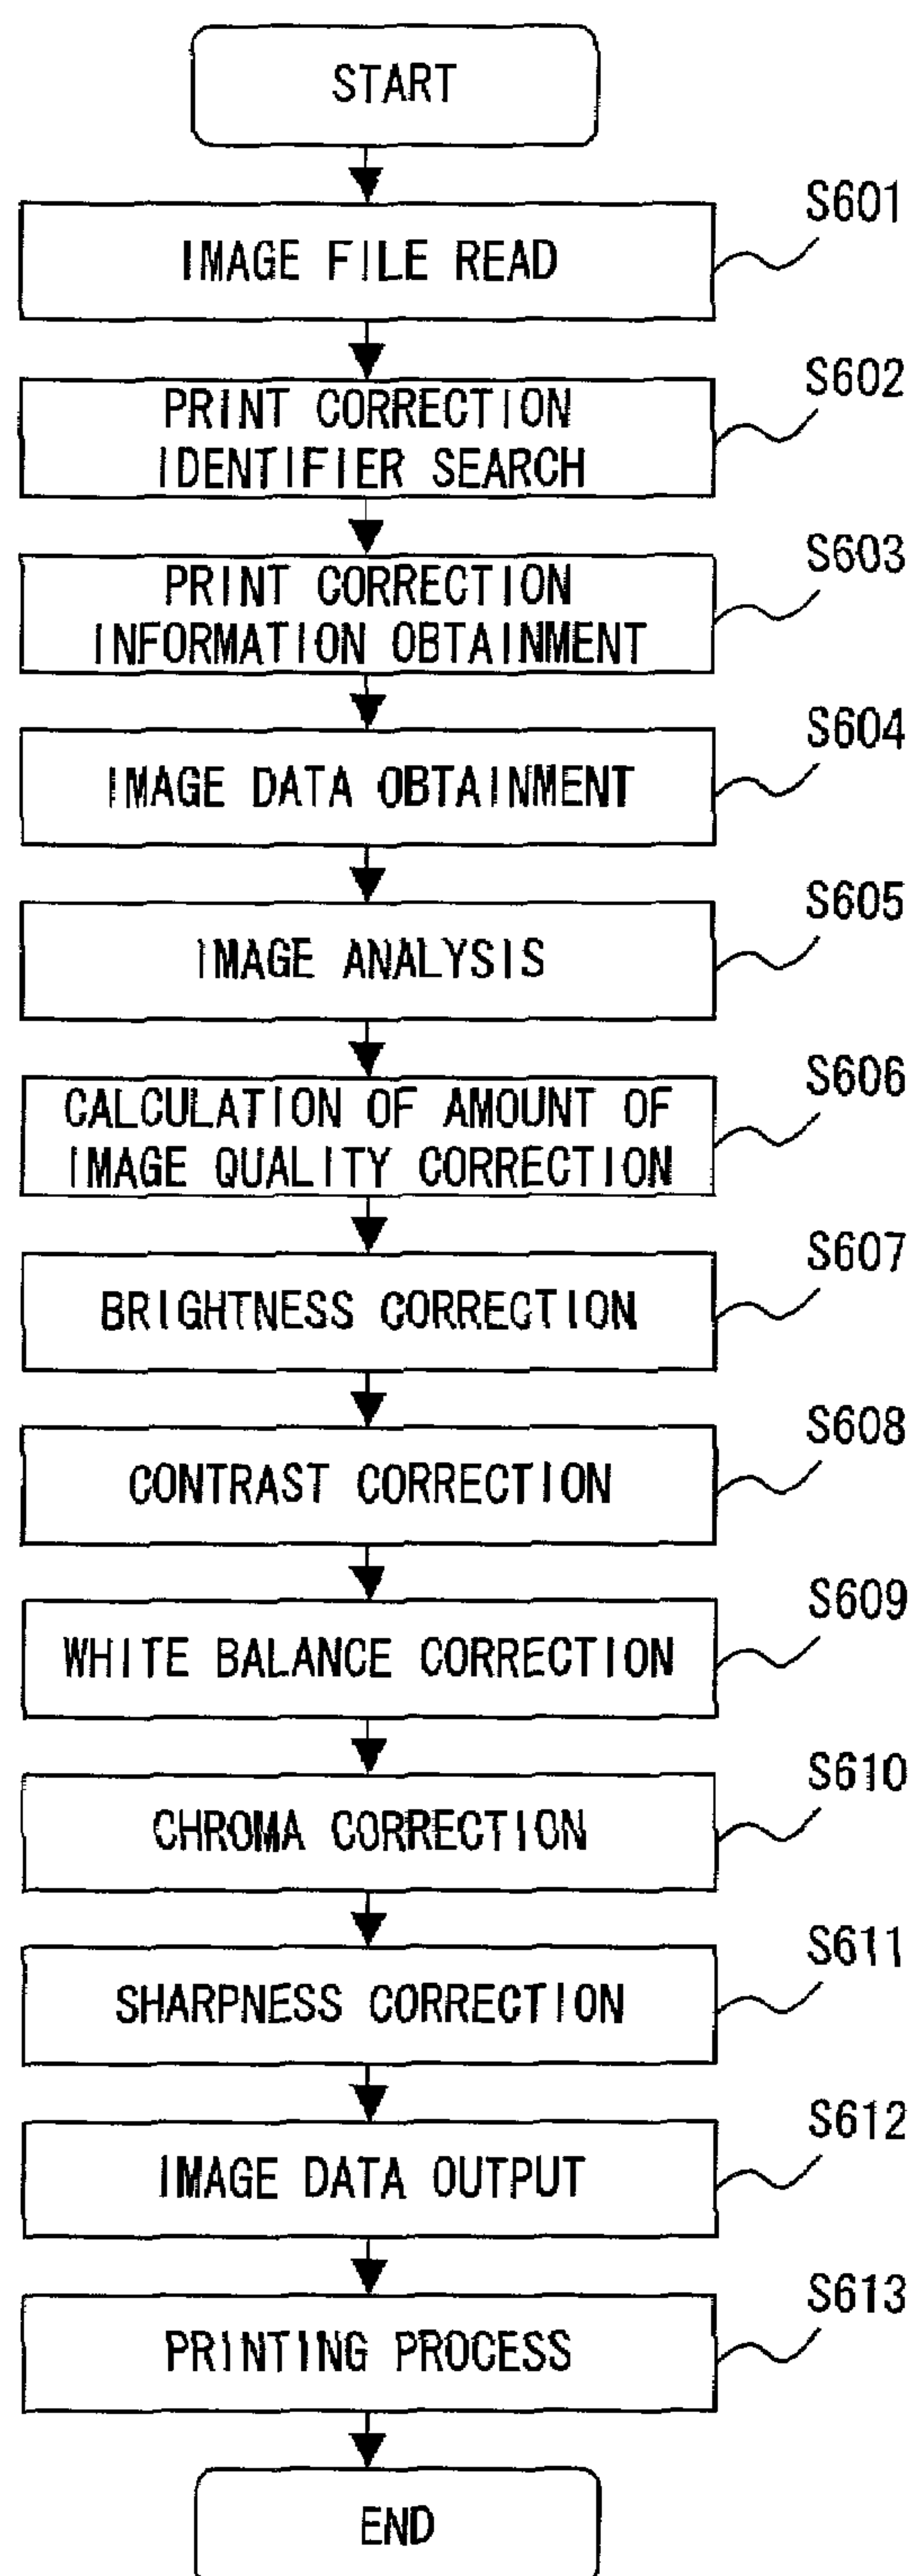 START
S601
IMAGE FILE READ
S602
PRINT CORRECTION
IDENTIFIER SEARCH
S603
PRINT CORRECTION
INFORMATION OBTAINMENT
S604
IMAGE DATA OBTAINMENT
S605
IMAGE ANALYSIS
S606
CALCULATION OF AMOUNT OF
IMAGE QUALITY CORRECTION
S607
BRIGHTNESS CORRECTION
S608
CONTRAST CORRECTION
S609
WHITE BALANCE CORRECTION
S610
CHROMA CORRECTION
S611
SHARPNESS CORRECTION
S612
IMAGE DATA OUTPUT
S613
PRINTING PROCESS
END